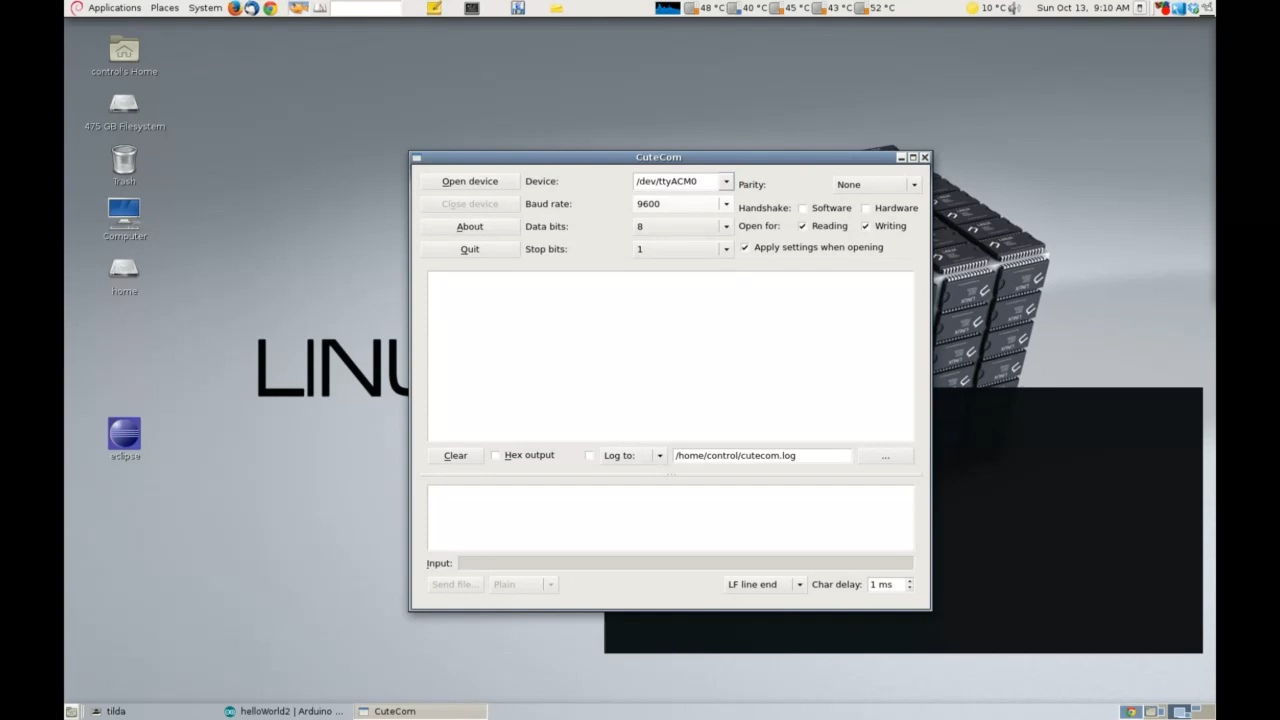 Applications Places System 48 °C 40 °C 45 °C 43 °C 52 °C 10 °C Sun Oct 13, 9:10 AM
control's Home
475 GB Filesystem
Trash
Computer
home
eclipse
LINU
CuteCom
Open device Device: /dev/ttyACM0 Parity: None
Close device Baud rate: 9600 Handshake: Software Hardware
About Data bits: 8 Open for: Reading Writing
Quit Stop bits: 1 Apply settings when opening
Clear Hex output Log to: /home/control/cutecom.log ...
Input:
Send file... Plain LF line end Char delay: 1 ms
tilda helloWorld2 | Arduino ... CuteCom